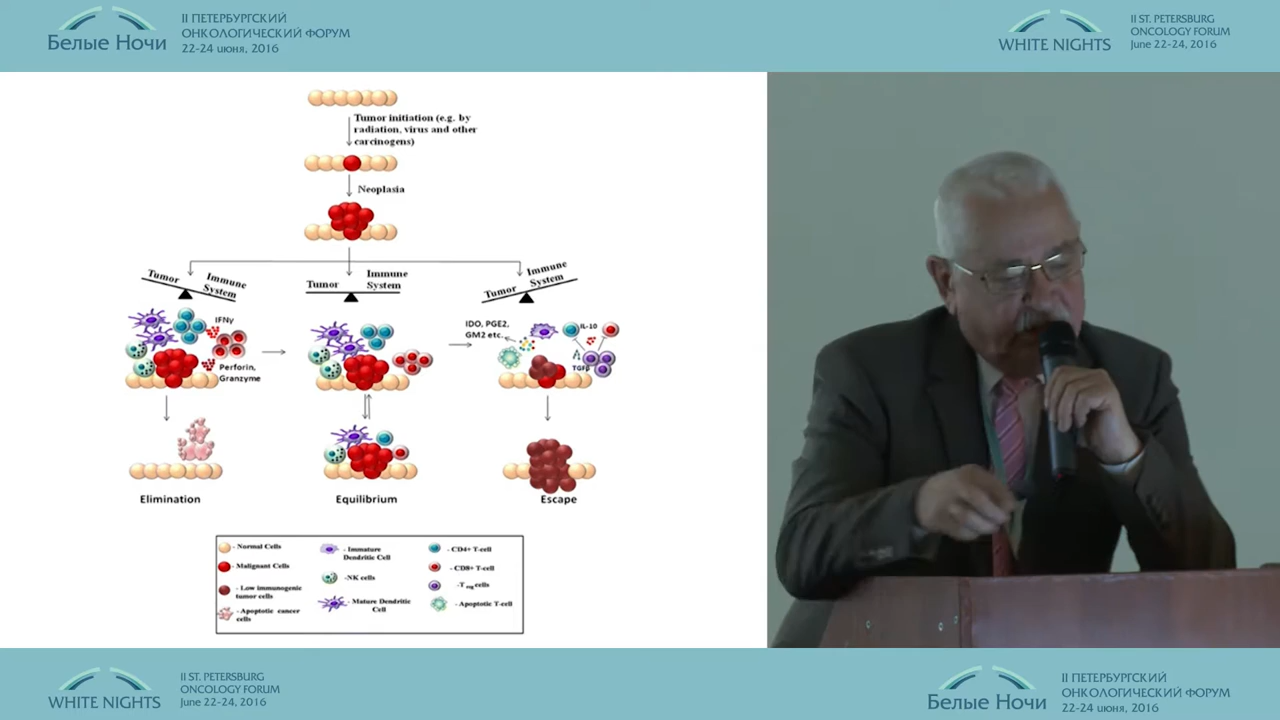 Белые Ночи
II ПЕТЕРБУРГСКИЙ
ОНКОЛОГИЧЕСКИЙ ФОРУМ
22-24 июня, 2016
WHITE NIGHTS
II ST. PETERSBURG
ONCOLOGY FORUM
June 22-24, 2016
Tumor initiation (e.g. by
radiation, virus and other
carcinogens)
Neoplasia
Tumor
Immune
System
Tumor
Immune
System
Tumor
Immune
System
IFNγ
Perforin,
Granzyme
IDO, PGE2,
GM2 etc.
IL-10
TGFβ
Elimination
Equilibrium
Escape
- Normal Cells
- Malignant Cells
- Low immunogenic
tumor cells
- Apoptotic cancer
cells
- Immature
Dendritic Cell
-NK cells
- Mature Dendritic
Cell
- CD4+ T-cell
- CD8+ T-cell
-T reg cells
- Apoptotic T-cell
WHITE NIGHTS
II ST. PETERSBURG
ONCOLOGY FORUM
June 22-24, 2016
Белые Ночи
II ПЕТЕРБУРГСКИЙ
ОНКОЛОГИЧЕСКИЙ ФОРУМ
22-24 июня, 2016